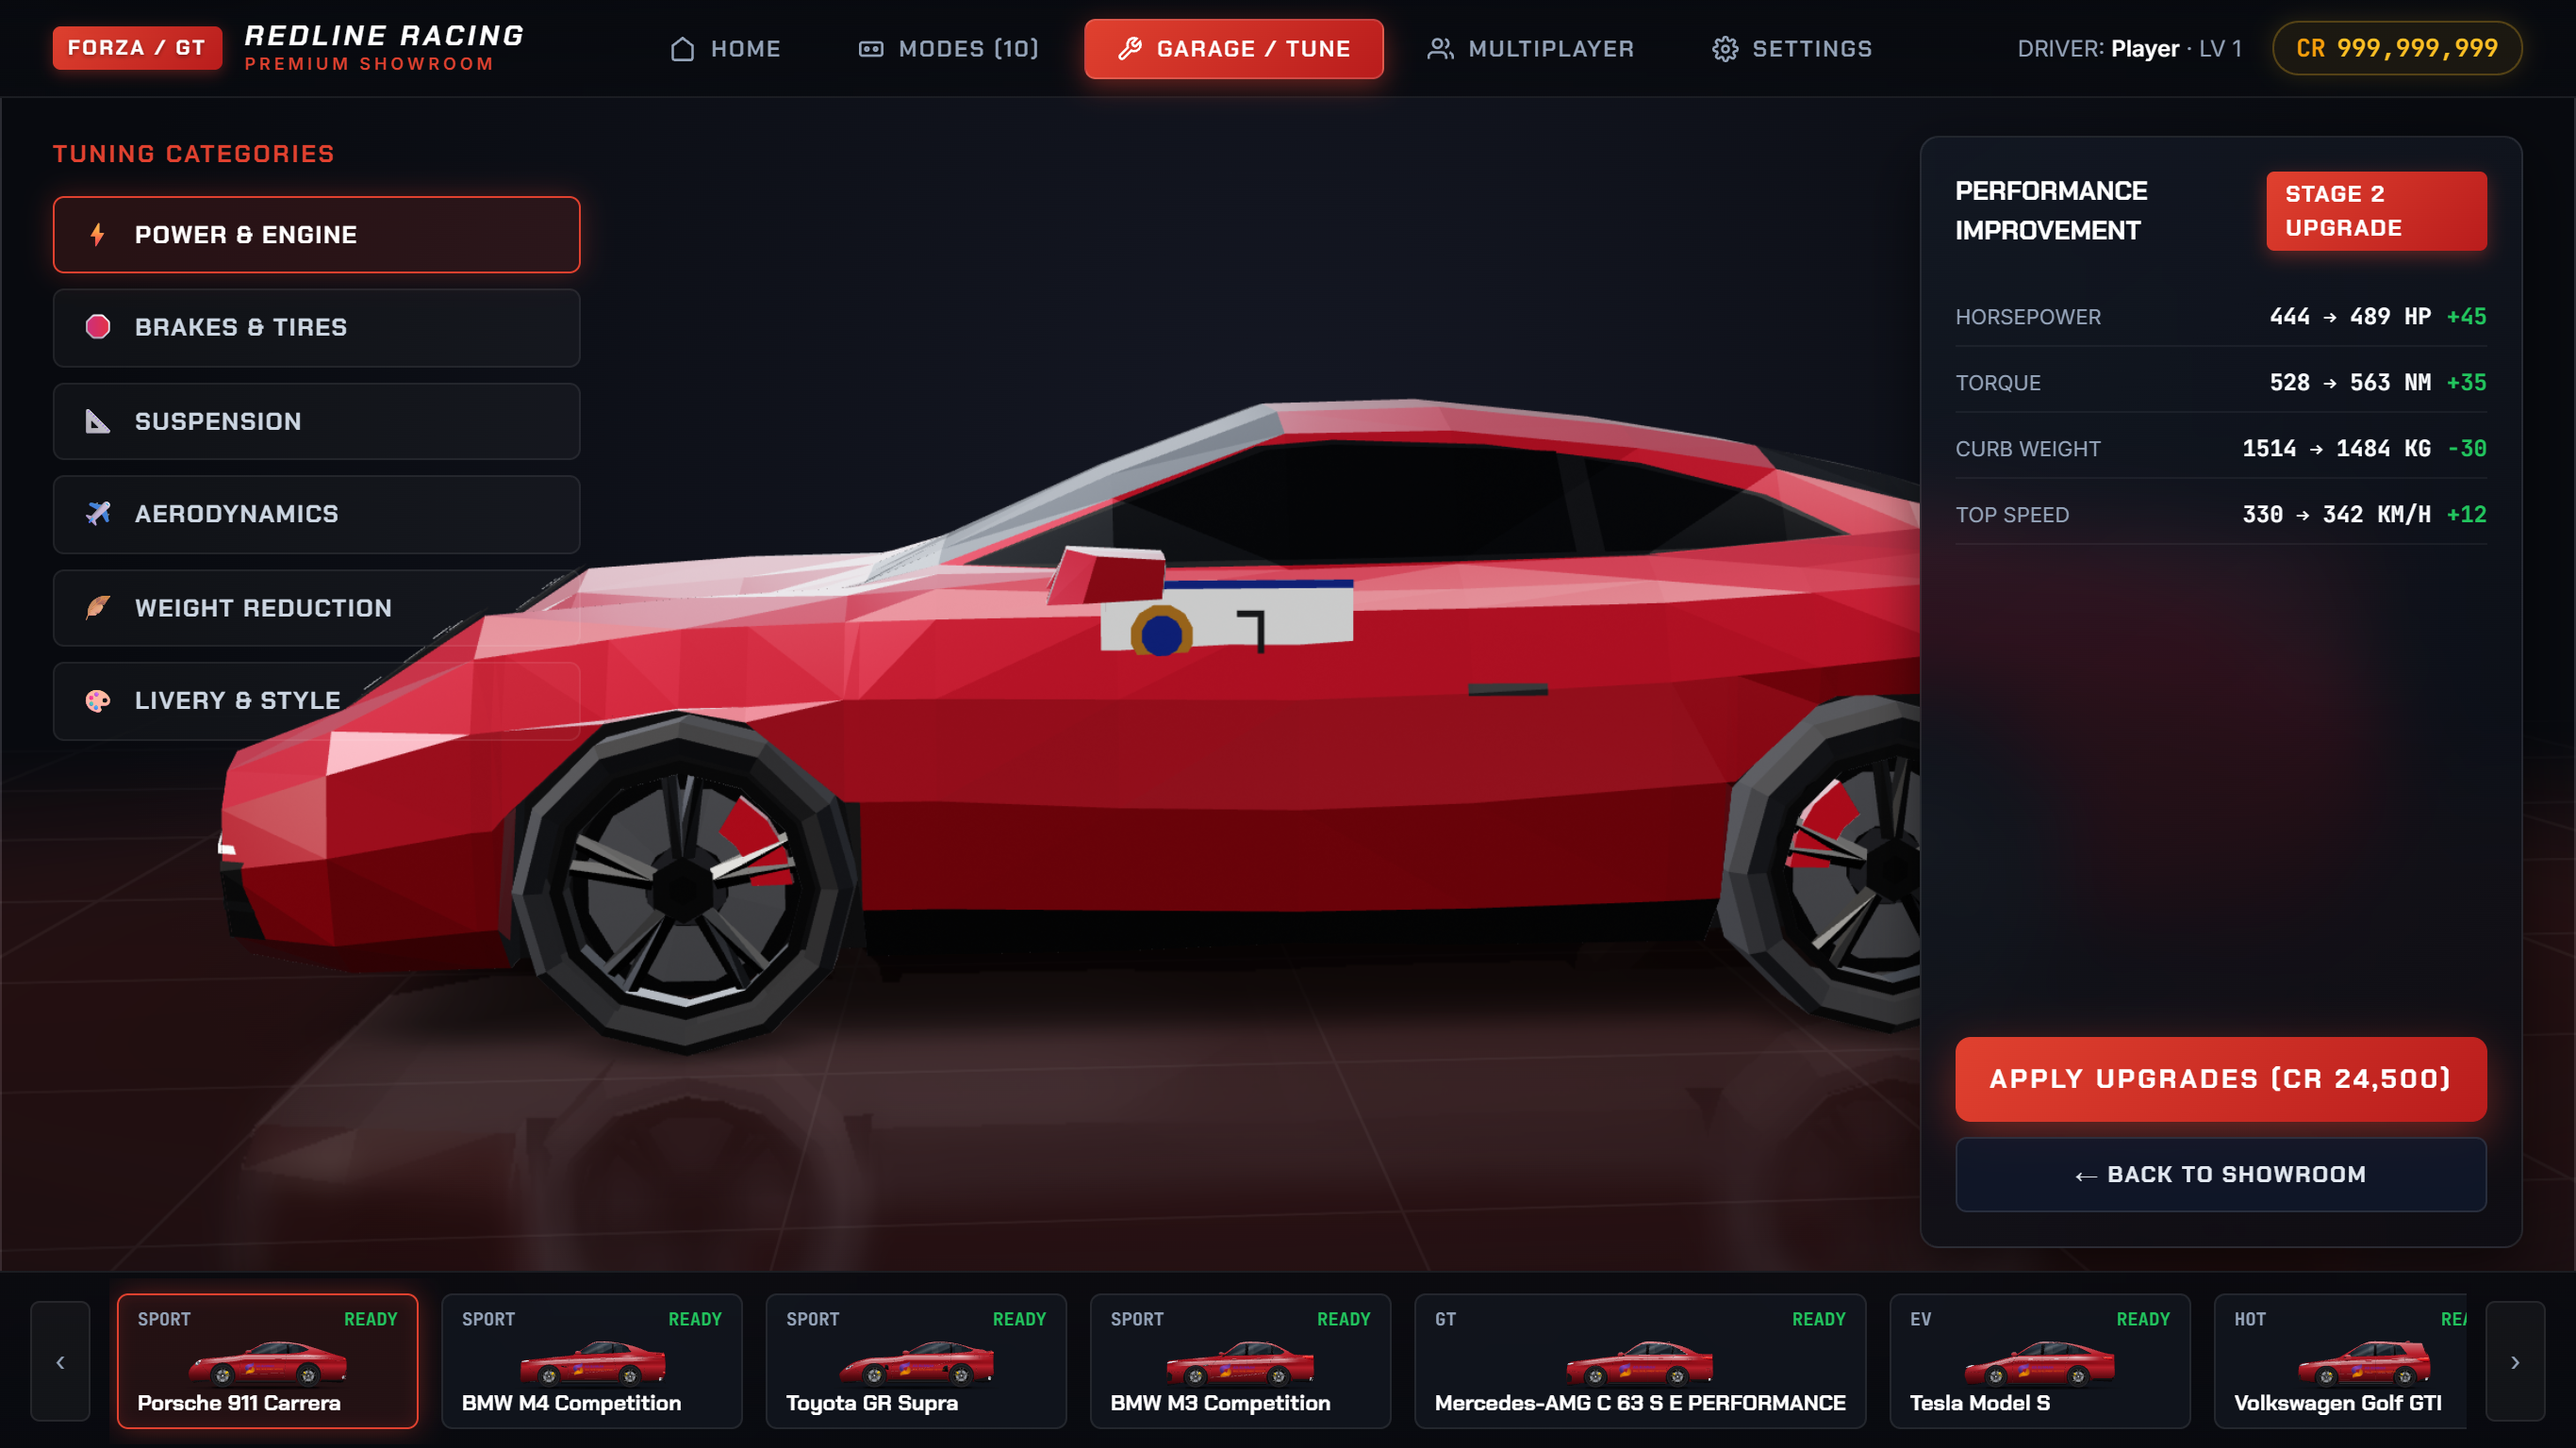 FORZA / GT
REDLINE RACING
PREMIUM SHOWROOM
HOME
MODES (10)
GARAGE / TUNE
MULTIPLAYER
SETTINGS
DRIVER: Player · LV 1
CR 999,999,999
TUNING CATEGORIES
POWER & ENGINE
BRAKES & TIRES
SUSPENSION
AERODYNAMICS
WEIGHT REDUCTION
LIVERY & STYLE
PERFORMANCE
IMPROVEMENT
STAGE 2
UPGRADE
HORSEPOWER 444 → 489 HP +45
TORQUE 528 → 563 NM +35
CURB WEIGHT 1514 → 1484 KG -30
TOP SPEED 330 → 342 KM/H +12
APPLY UPGRADES (CR 24,500)
← BACK TO SHOWROOM
‹
SPORT READY
Porsche 911 Carrera
SPORT READY
BMW M4 Competition
SPORT READY
Toyota GR Supra
SPORT READY
BMW M3 Competition
GT READY
Mercedes-AMG C 63 S E PERFORMANCE
EV READY
Tesla Model S
HOT REA
Volkswagen Golf GTI
›